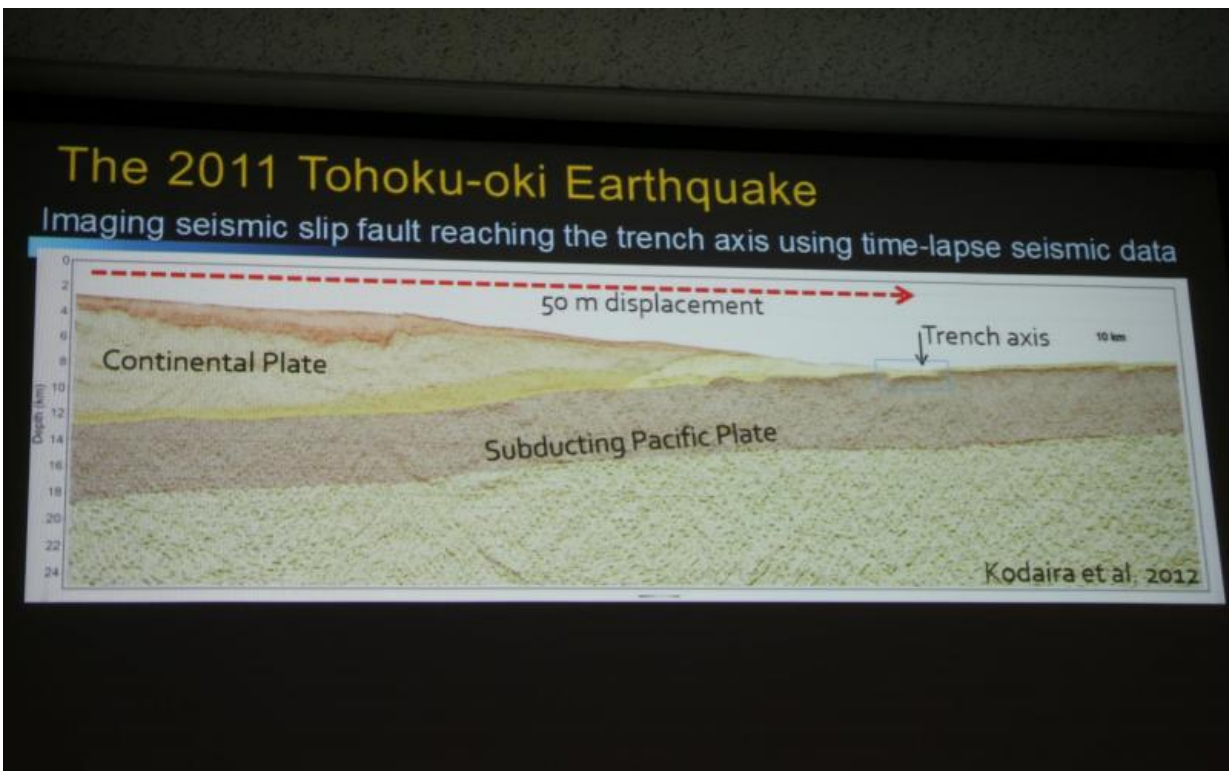 The 2011 Tohoku-oki Earthquake
Imaging seismic slip fault reaching the trench axis using time-lapse seismic data
0
2
4
6
8
10
12
14
16
18
20
22
24
Depth (km)
50 m displacement
Trench axis
10 km
Continental Plate
Subducting Pacific Plate
Kodaira et al. 2012